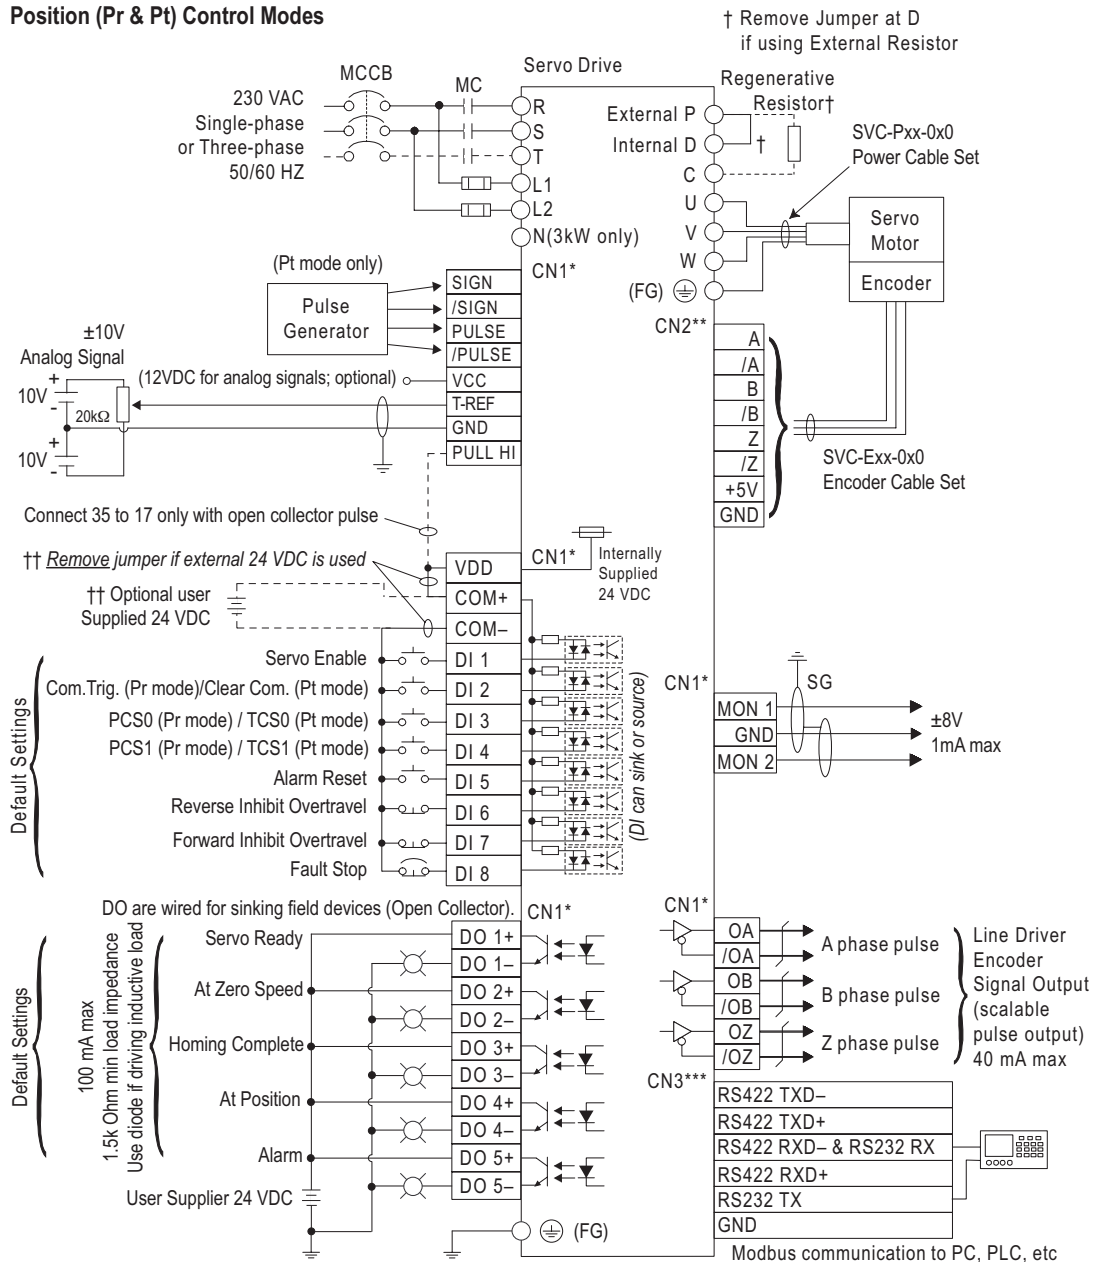 Position (Pr & Pt) Control Modes
† Remove Jumper at D
if using External Resistor
MCCB
MC
Servo Drive
Regenerative
Resistor†
230 VAC
Single-phase
or Three-phase
50/60 HZ
R
S
T
L1
L2
N(3kW only)
External P
Internal D
†
C
U
V
W
(FG)
SVC-Pxx-0x0
Power Cable Set
Servo
Motor
Encoder
(Pt mode only)
Pulse
Generator
CN1*
SIGN
/SIGN
PULSE
/PULSE
VCC
T-REF
GND
PULL HI
±10V
Analog Signal
(12VDC for analog signals; optional)
+
10V
-
20kΩ
+
10V
-
CN2**
A
/A
B
/B
Z
/Z
+5V
GND
SVC-Exx-0x0
Encoder Cable Set
Connect 35 to 17 only with open collector pulse
†† Remove jumper if external 24 VDC is used
†† Optional user
Supplied 24 VDC
CN1*
Internally
Supplied
24 VDC
VDD
COM+
COM–
DI 1
DI 2
DI 3
DI 4
DI 5
DI 6
DI 7
DI 8
Default Settings
Servo Enable
Com.Trig. (Pr mode)/Clear Com. (Pt mode)
PCS0 (Pr mode) / TCS0 (Pt mode)
PCS1 (Pr mode) / TCS1 (Pt mode)
Alarm Reset
Reverse Inhibit Overtravel
Forward Inhibit Overtravel
Fault Stop
(DI can sink or source)
CN1*
SG
MON 1
GND
MON 2
±8V
1mA max
DO are wired for sinking field devices (Open Collector).
CN1*
Default Settings
100 mA max
1.5k Ohm min load impedance
Use diode if driving inductive load
Servo Ready
At Zero Speed
Homing Complete
At Position
Alarm
User Supplier 24 VDC
DO 1+
DO 1–
DO 2+
DO 2–
DO 3+
DO 3–
DO 4+
DO 4–
DO 5+
DO 5–
(FG)
CN1*
OA
/OA
OB
/OB
OZ
/OZ
A phase pulse
B phase pulse
Z phase pulse
Line Driver
Encoder
Signal Output
(scalable
pulse output)
40 mA max
CN3***
RS422 TXD–
RS422 TXD+
RS422 RXD– & RS232 RX
RS422 RXD+
RS232 TX
GND
Modbus communication to PC, PLC, etc